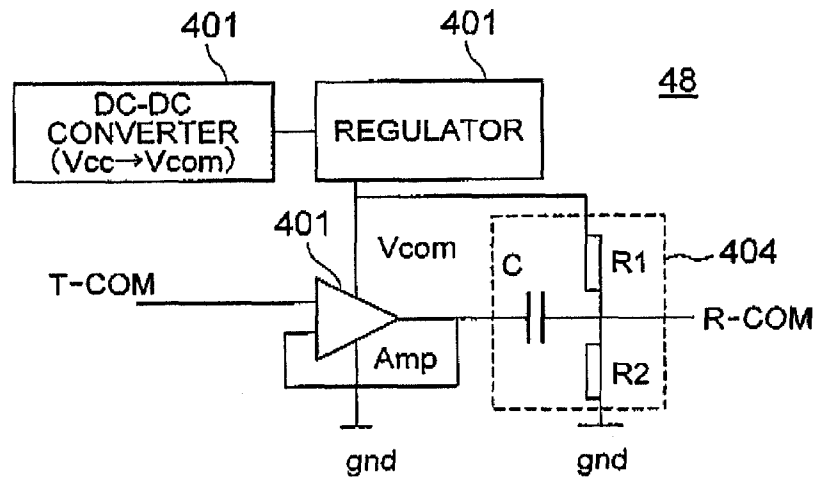 401
401
48
DC-DC
CONVERTER
(Vcc→Vcom)
REGULATOR
401
Vcom
C
R1
404
T-COM
R-COM
Amp
R2
gnd
gnd